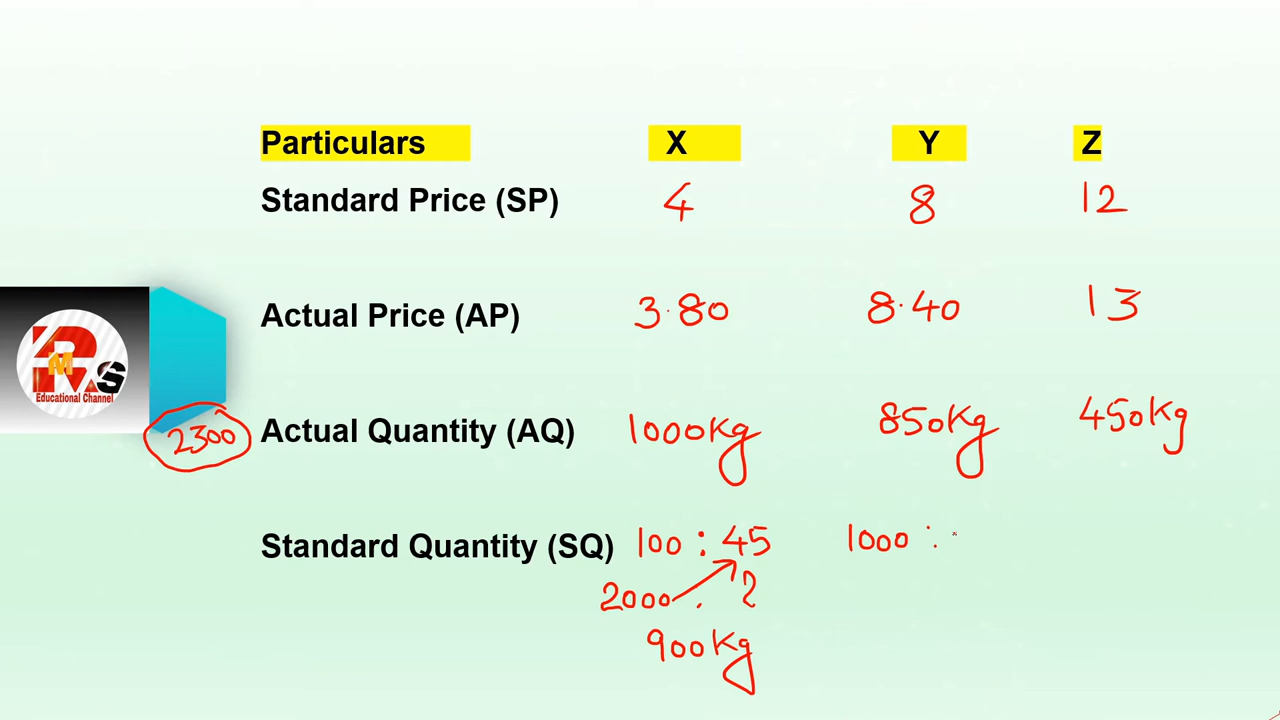 Particulars X Y Z
Standard Price (SP) 4 8 12
Actual Price (AP) 3.80 8.40 13
RMS
Educational Channel
2300 Actual Quantity (AQ) 1000Kg 850Kg 450Kg
Standard Quantity (SQ) 100 : 45 1000 :
2000 . ?
900Kg